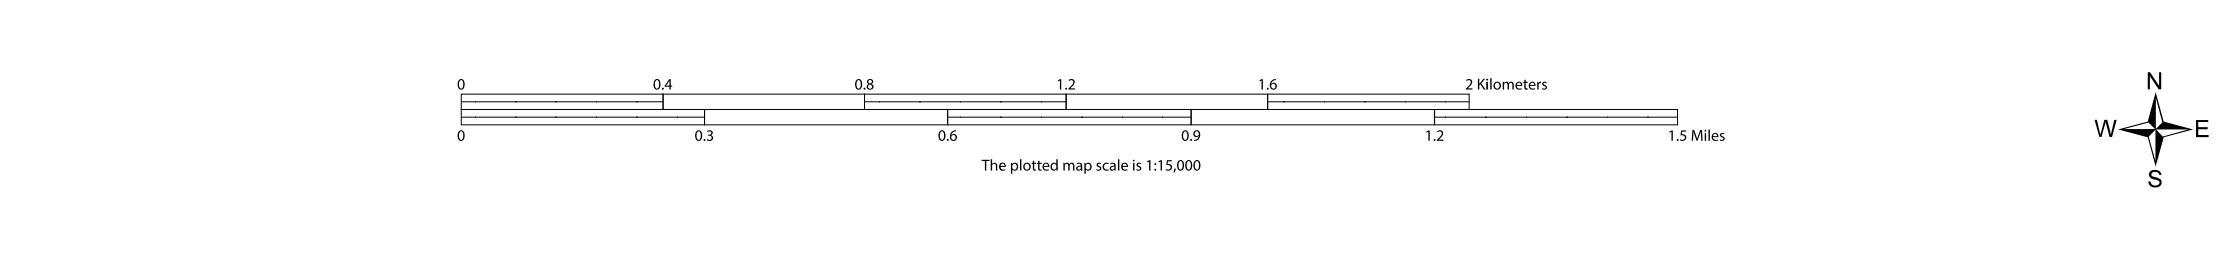 0 0.4 0.8 1.2 1.6 2 Kilometers
0 0.3 0.6 0.9 1.2 1.5 Miles
The plotted map scale is 1:15,000
N
W E
S